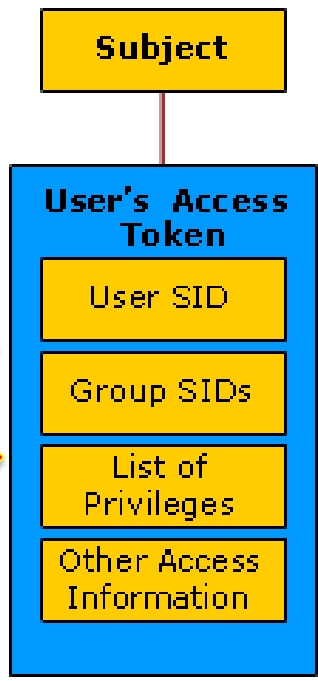 Subject
User's Access
Token
User SID
Group SIDs
List of
Privileges
Other Access
Information